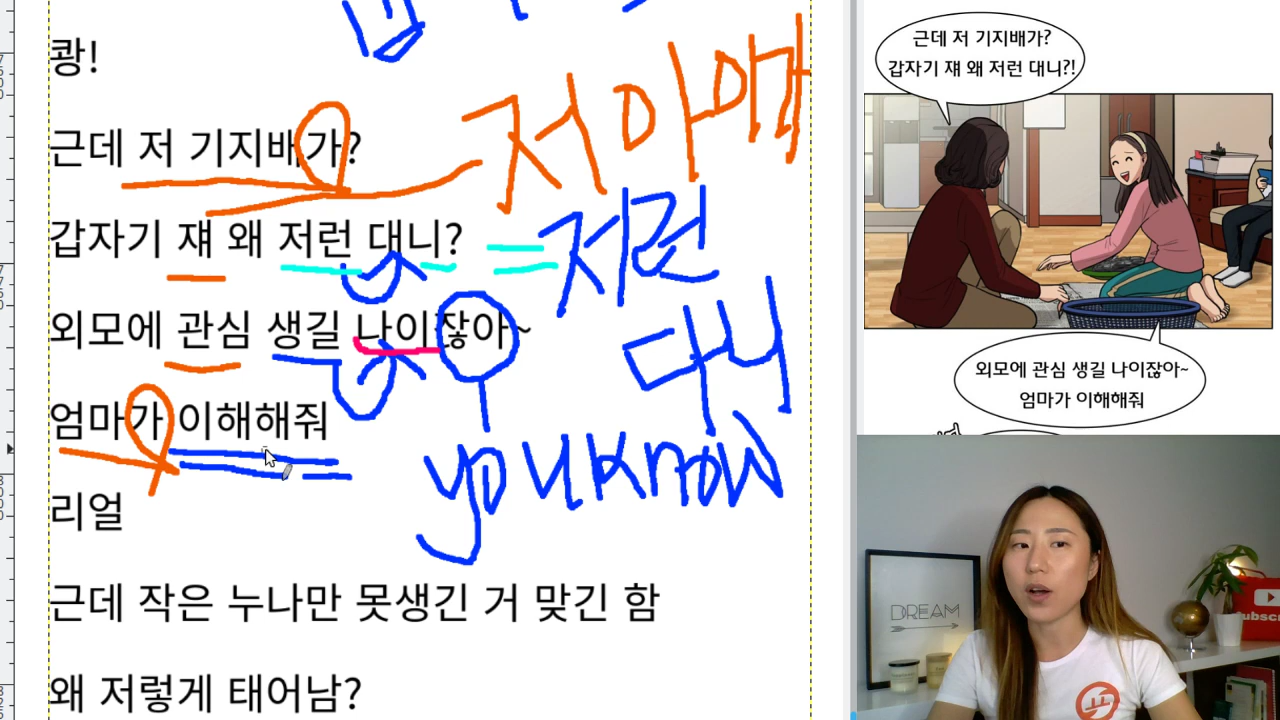 쾅!
근데 저 기지배가?
저 아이가
갑자기 쟤 왜 저런 대니?
= 저런
대니
외모에 관심 생길 나이잖아~
you know
엄마가 이해해줘
리얼
근데 작은 누나만 못생긴 거 맞긴 함
왜 저렇게 태어남?
근데 저 기지배가?
갑자기 쟤 왜 저런 대니?!
외모에 관심 생길 나이잖아~
엄마가 이해해줘
DREAM